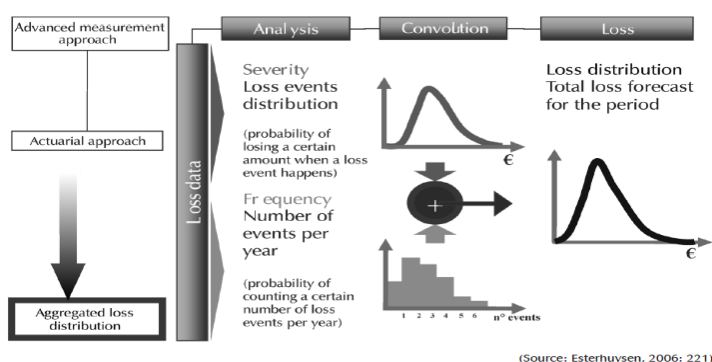 Advanced measurement
approach
Actuarial approach
Aggregated loss
distribution
Loss data
Analysis
Convolution
Loss
Severity
Loss events
distribution
(probability of
losing a certain
amount when a loss
event happens)
Frequency
Number of
events per
year
(probability of
counting a certain
number of loss
events per year)
€
+
1 2 3 4 5 6
n° events
Loss distribution
Total loss forecast
for the period
€
(Source: Esterhuysen, 2006: 221)